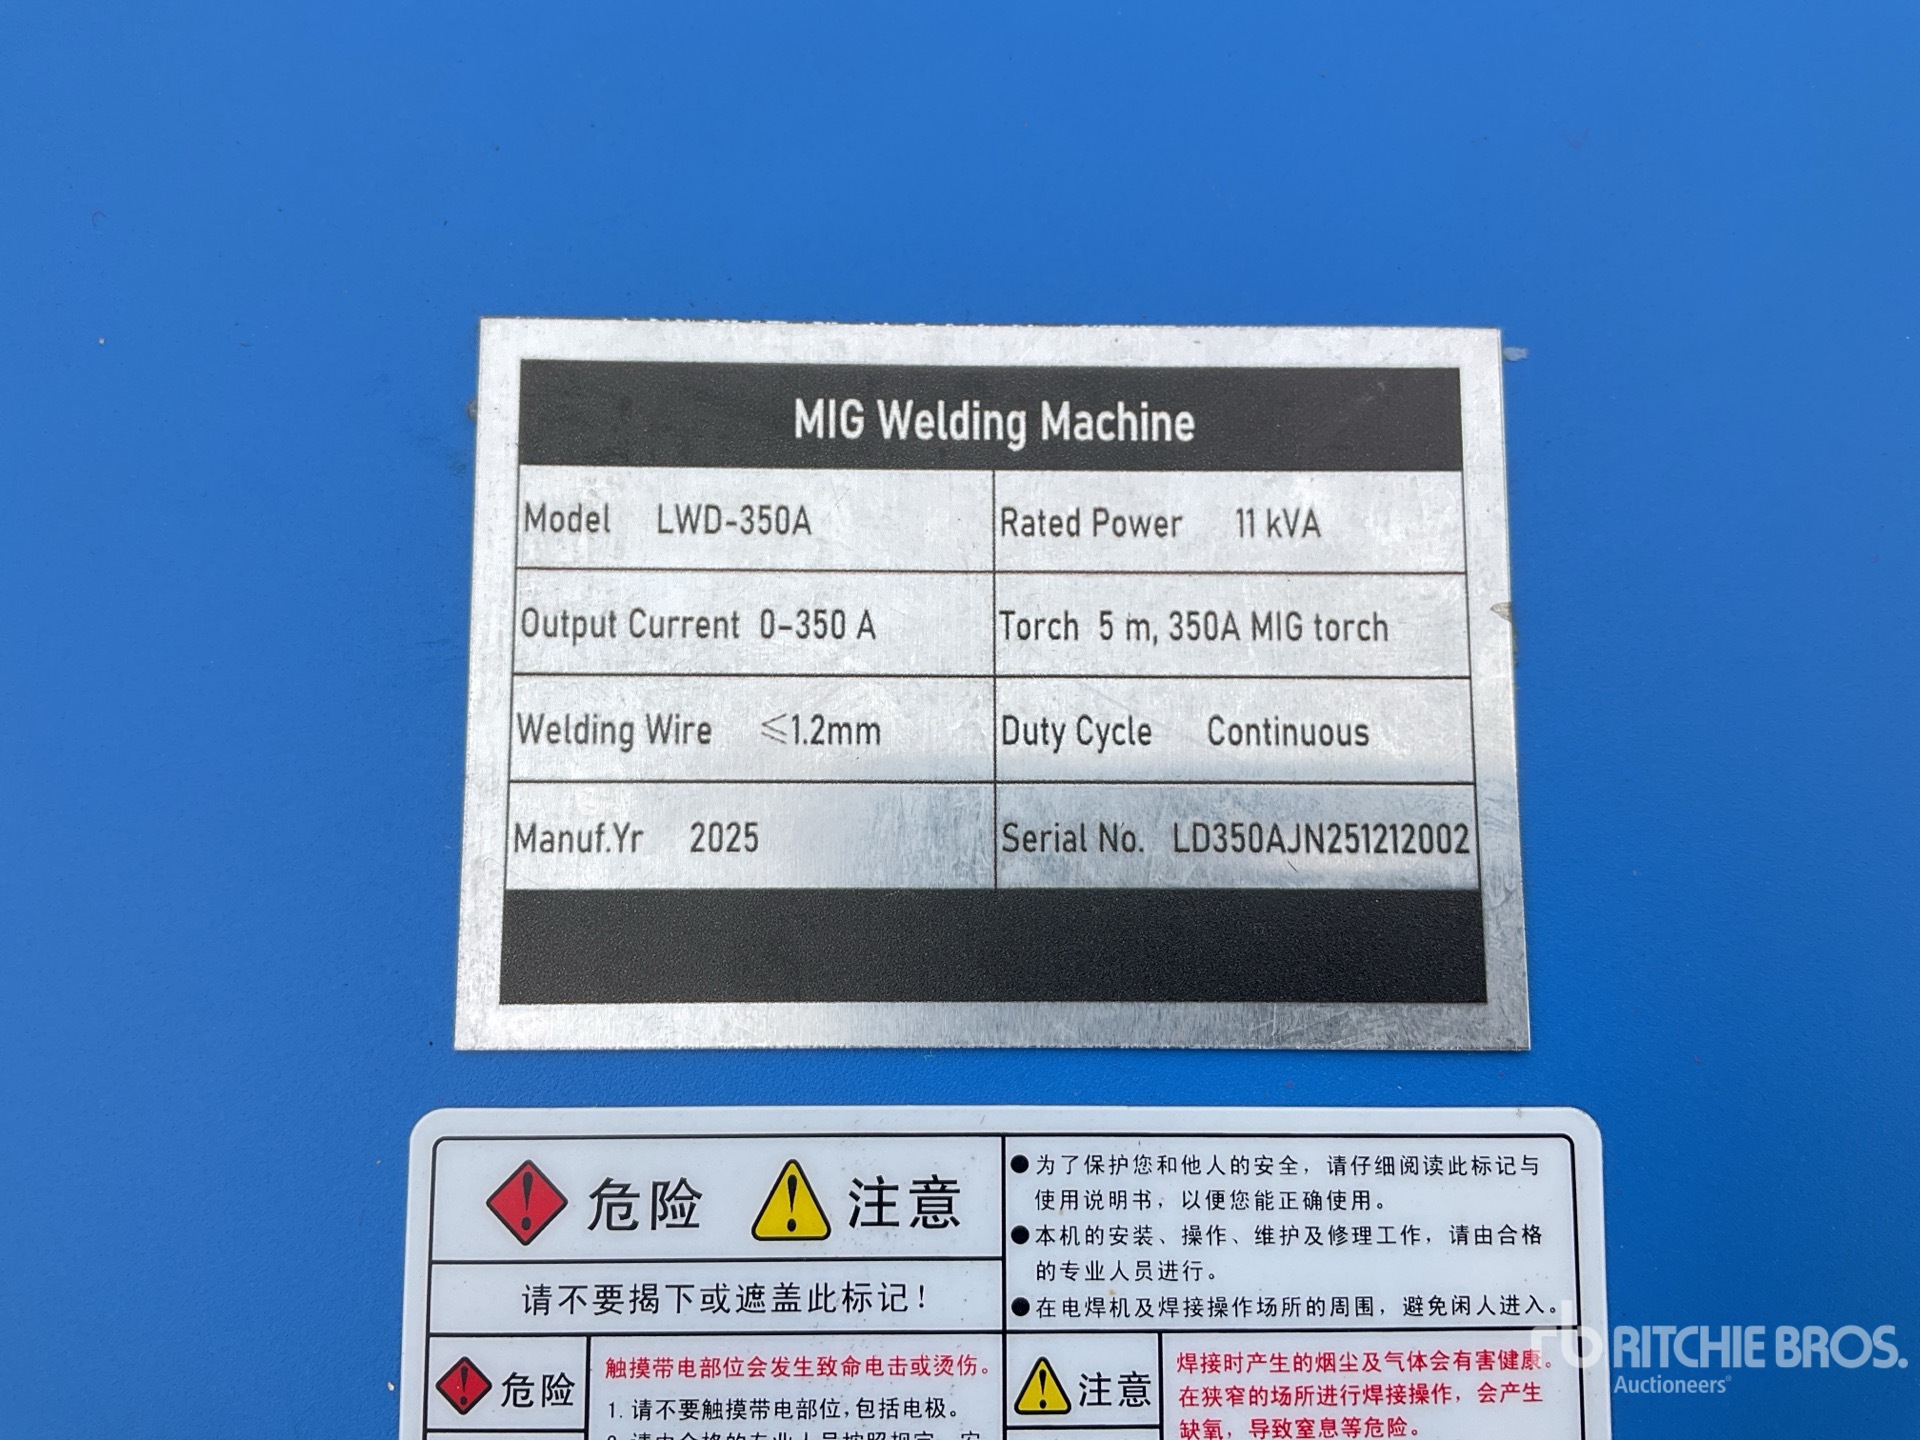 MIG Welding Machine
Model LWD-350A
Rated Power 11 kVA
Output Current 0-350 A
Torch 5 m, 350A MIG torch
Welding Wire ≤1.2mm
Duty Cycle Continuous
Manuf.Yr 2025
Serial No. LD350AJN251212002
危险 注意
请不要揭下或遮盖此标记!
●为了保护您和他人的安全，请仔细阅读此标记与
使用说明书，以便您能正确使用。
●本机的安装、操作、维护及修理工作，请由合格
的专业人员进行。
●在电焊机及焊接操作场所的周围，避免闲人进入。
危险
触摸带电部位会发生致命电击或烫伤。
1. 请不要触摸带电部位,包括电极。
注意
焊接时产生的烟尘及气体会有害健康。
在狭窄的场所进行焊接操作，会产生
缺氧，导致窒息等危险。
rb RITCHIE BROS.
Auctioneers